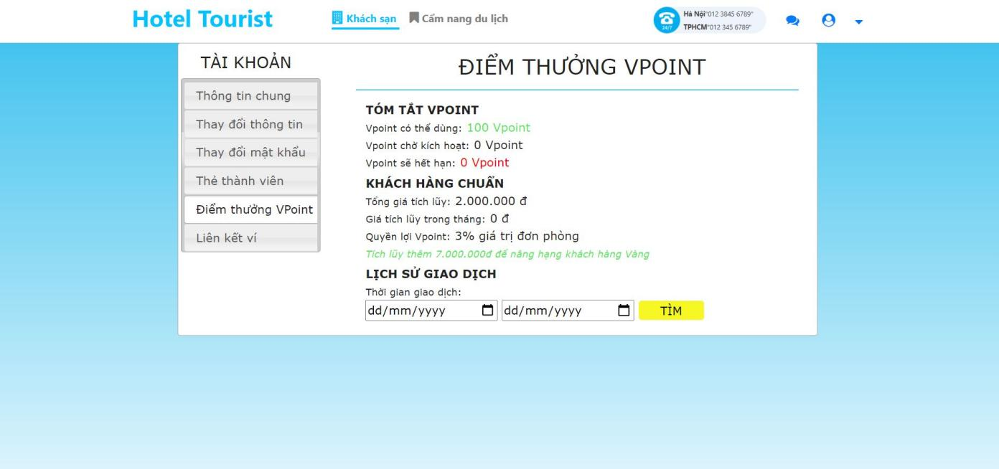 Hotel Tourist
Khách sạn
Cẩm nang du lịch
24/7
Hà Nội"012 3845 6789"
TPHCM"012 345 6789"
TÀI KHOẢN
Thông tin chung
Thay đổi thông tin
Thay đổi mật khẩu
Thẻ thành viên
Điểm thưởng VPoint
Liên kết ví
ĐIỂM THƯỞNG VPOINT
TÓM TẮT VPOINT
Vpoint có thể dùng: 100 Vpoint
Vpoint chờ kích hoạt: 0 Vpoint
Vpoint sẽ hết hạn: 0 Vpoint
KHÁCH HÀNG CHUẨN
Tổng giá tích lũy: 2.000.000 đ
Giá tích lũy trong tháng: 0 đ
Quyền lợi Vpoint: 3% giá trị đơn phòng
Tích lũy thêm 7.000.000đ để nâng hạng khách hàng Vàng
LỊCH SỬ GIAO DỊCH
Thời gian giao dịch:
dd/mm/yyyy dd/mm/yyyy TÌM